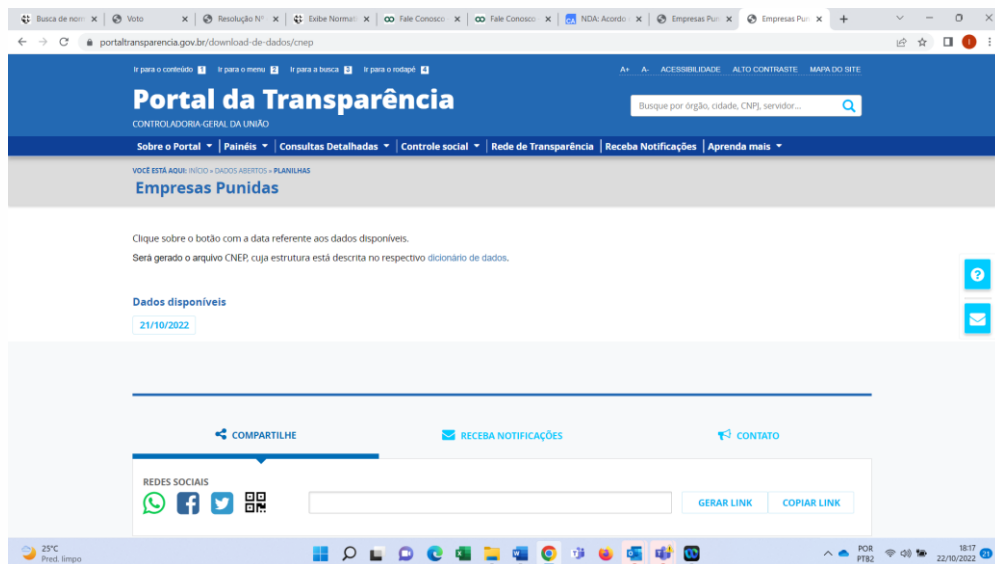 Busca de norm
Voto
Resolução Nº
Exibe Normati
Fale Conosco
Fale Conosco
NDA: Acordo
Empresas Pun
Empresas Pun
portaltransparencia.gov.br/download-de-dados/cnep
Ir para o conteúdo 1 Ir para o menu 2 Ir para a busca 3 Ir para o rodapé 4
A+ A- ACESSIBILIDADE ALTO CONTRASTE MAPA DO SITE
Portal da Transparência
Busque por órgão, cidade, CNPJ, servidor...
CONTROLADORIA-GERAL DA UNIÃO
Sobre o Portal Painéis Consultas Detalhadas Controle social Rede de Transparência Receba Notificações Aprenda mais
VOCÊ ESTÁ AQUI: INÍCIO » DADOS ABERTOS » PLANILHAS
Empresas Punidas
Clique sobre o botão com a data referente aos dados disponíveis.
Será gerado o arquivo CNEP, cuja estrutura está descrita no respectivo dicionário de dados.
Dados disponíveis
21/10/2022
COMPARTILHE
RECEBA NOTIFICAÇÕES
CONTATO
REDES SOCIAIS
GERAR LINK
COPIAR LINK
25°C
Pred. limpo
POR
PTB2
18:17
22/10/2022
21